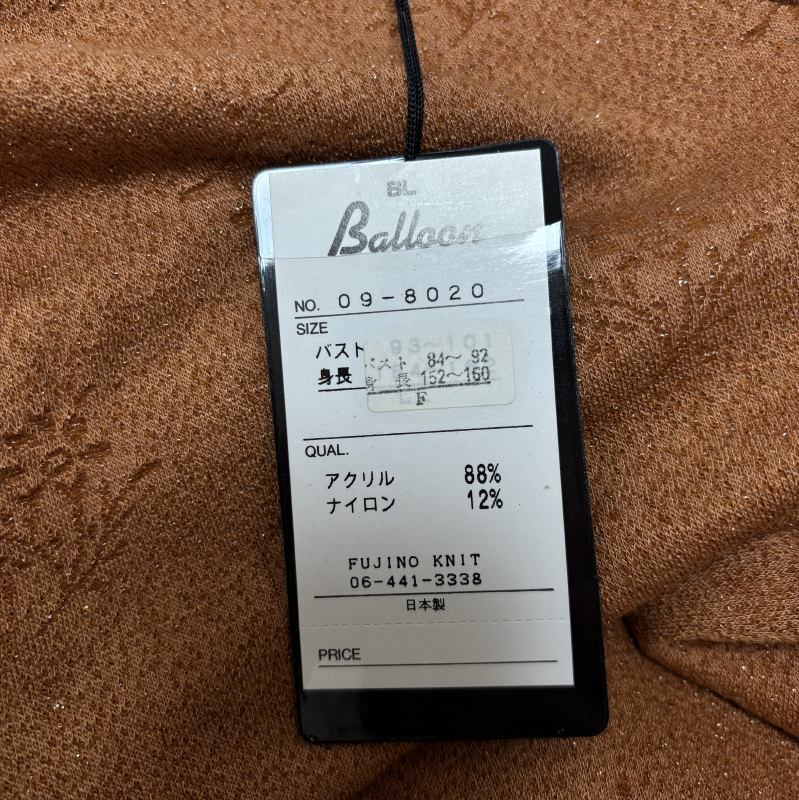 BL
Balloon
NO. 09-8020
SIZE
バスト 93～101
バスト 84～ 92
身長 身 長 152～160
F
QUAL.
アクリル 88%
ナイロン 12%
FUJINO KNIT
06-441-3338
日本製
PRICE